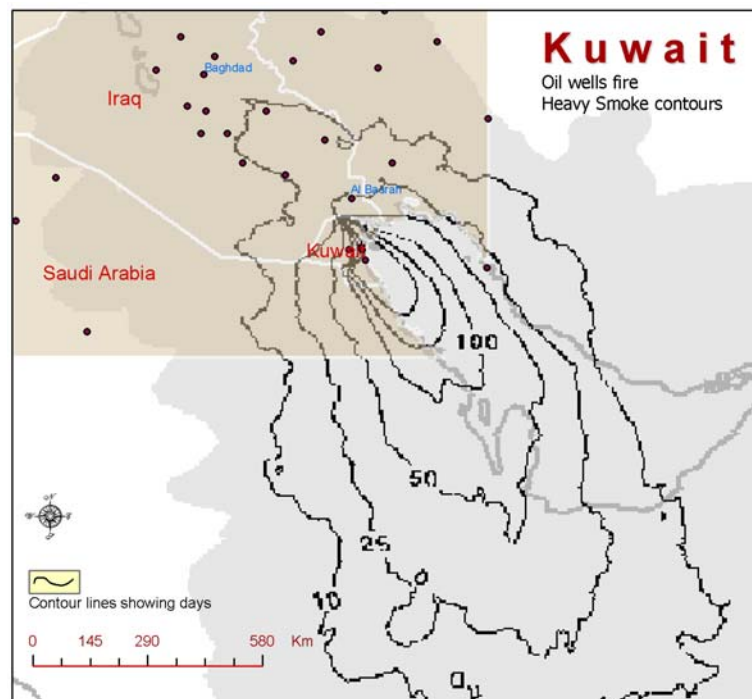 Kuwait
Oil wells fire
Heavy Smoke contours
Baghdad
Iraq
Al Basrah
Kuwait
Saudi Arabia
100
50
25
10
Contour lines showing days
0 145 290 580 Km